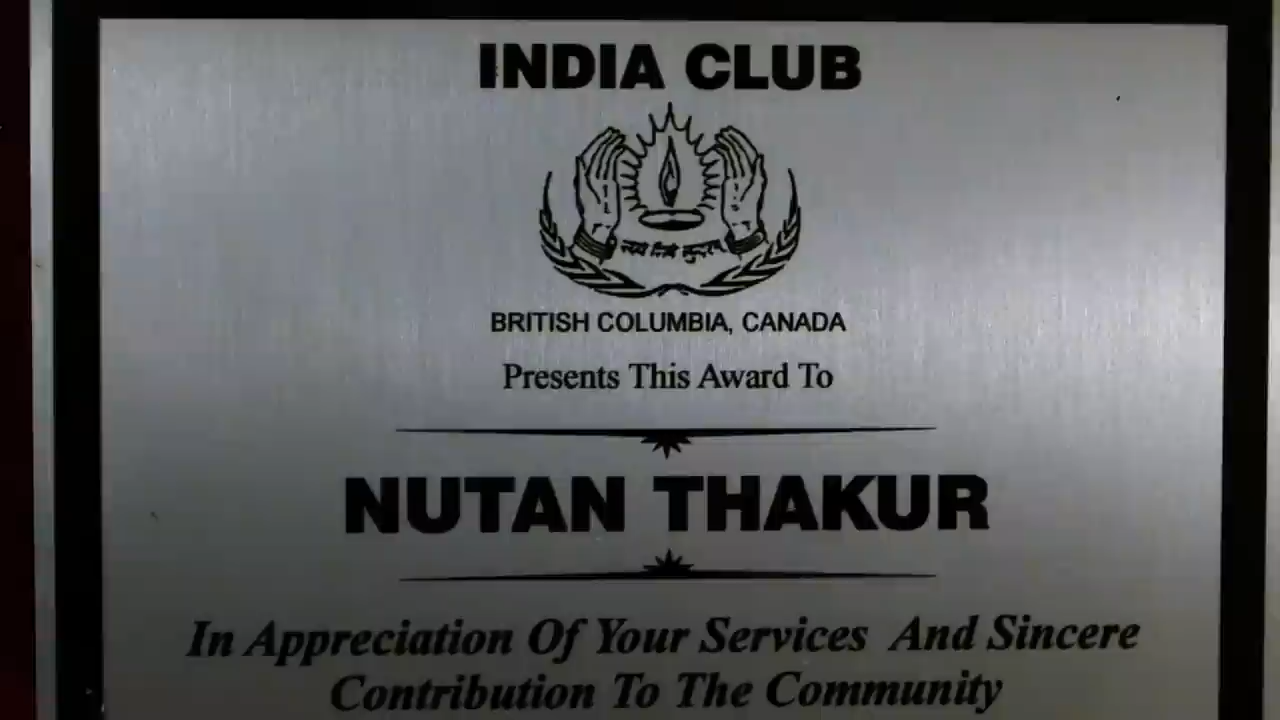 INDIA CLUB
BRITISH COLUMBIA, CANADA
Presents This Award To
NUTAN THAKUR
In Appreciation Of Your Services And Sincere
Contribution To The Community